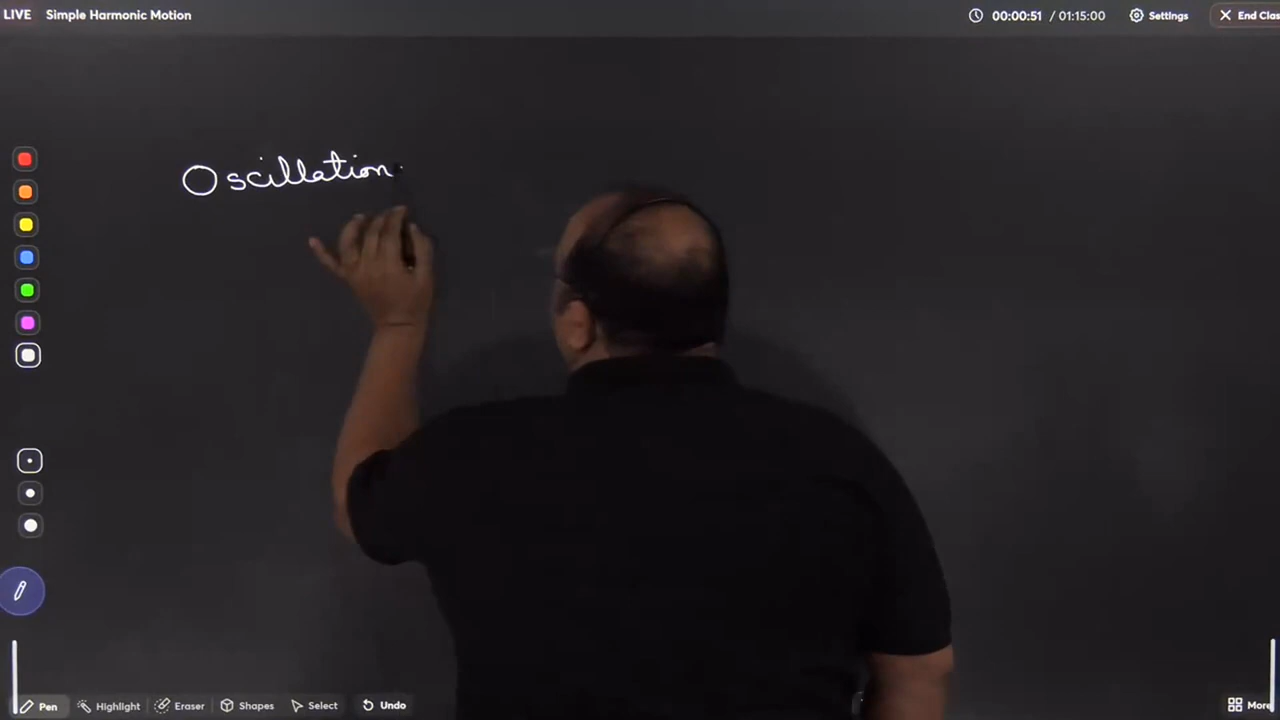 LIVE Simple Harmonic Motion 00:00:51 / 01:15:00 Settings End Clas
Oscillation
Pen Highlight Eraser Shapes Select Undo More